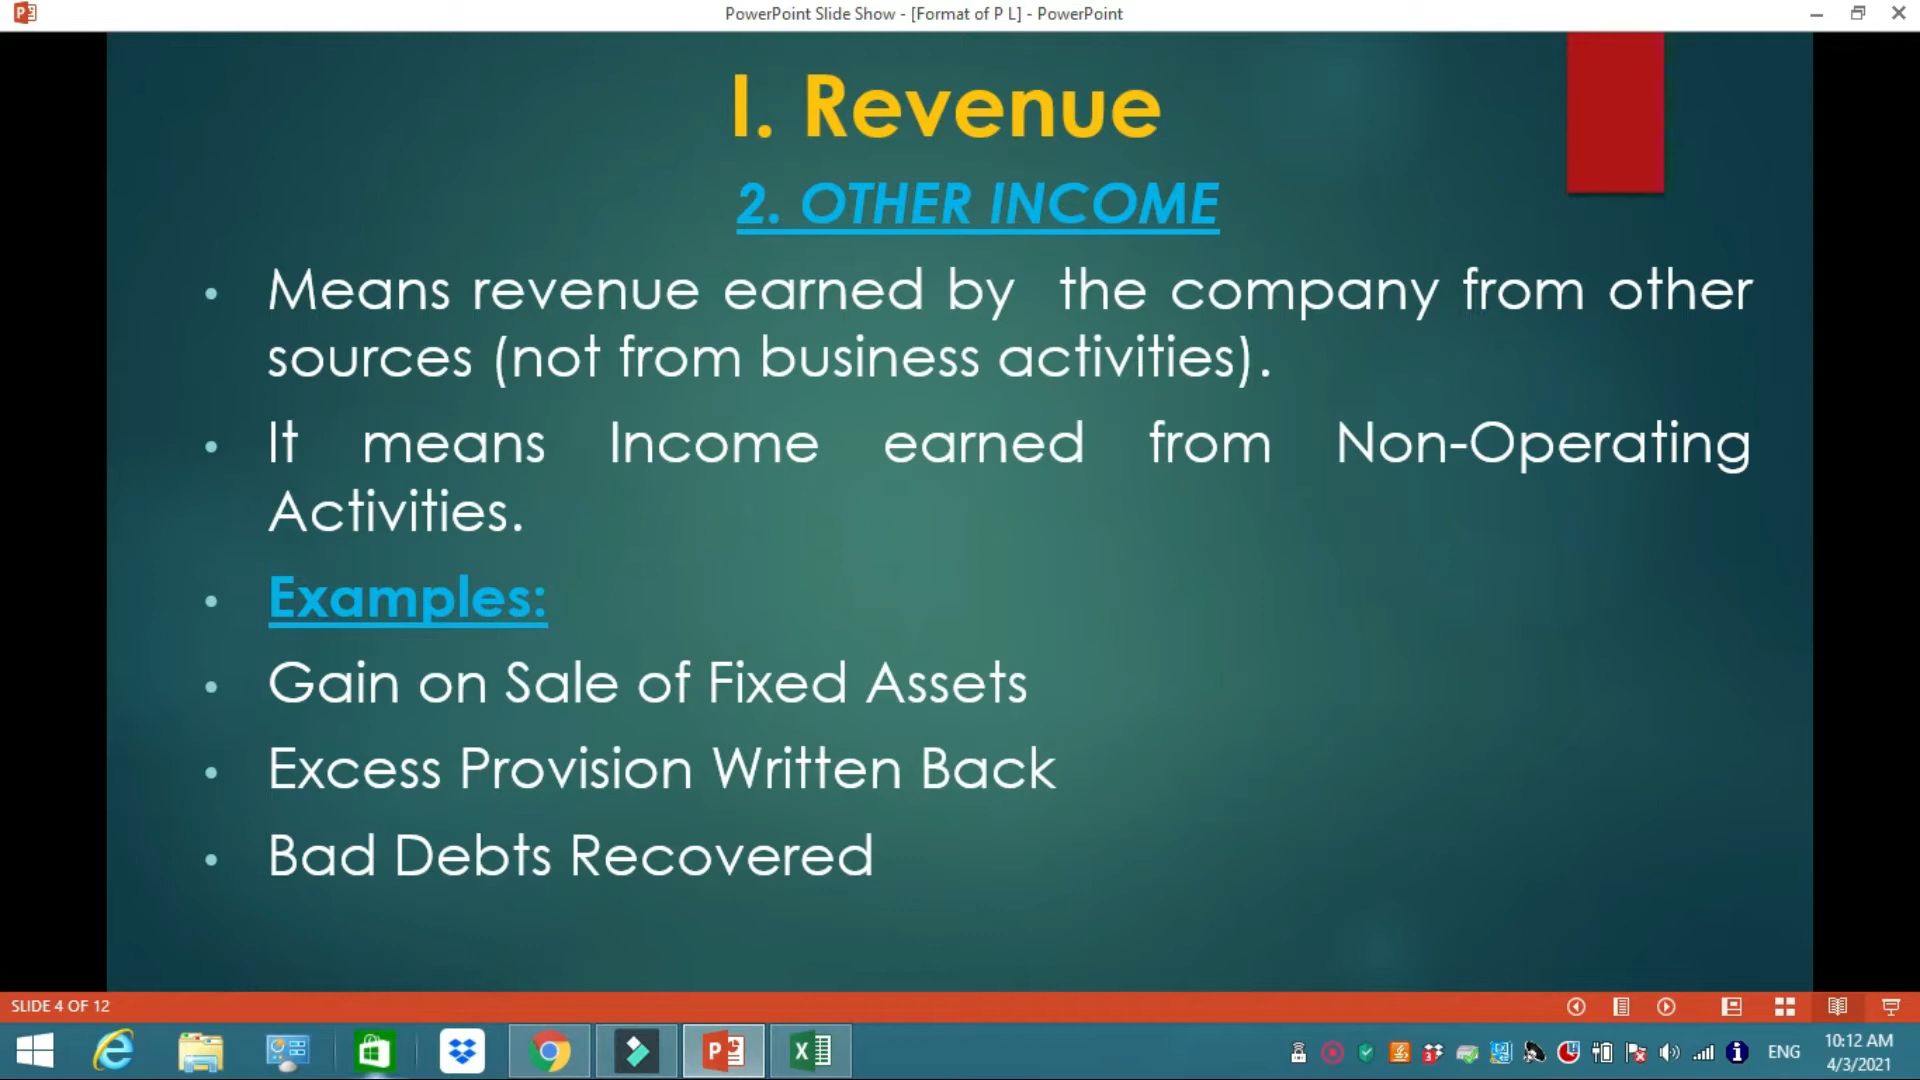 PowerPoint Slide Show - [Format of P L] - PowerPoint
I. Revenue
2. OTHER INCOME
• Means revenue earned by the company from other
sources (not from business activities).
• It means Income earned from Non-Operating
Activities.
• Examples:
• Gain on Sale of Fixed Assets
• Excess Provision Written Back
• Bad Debts Recovered
SLIDE 4 OF 12
ENG
10:12 AM
4/3/2021